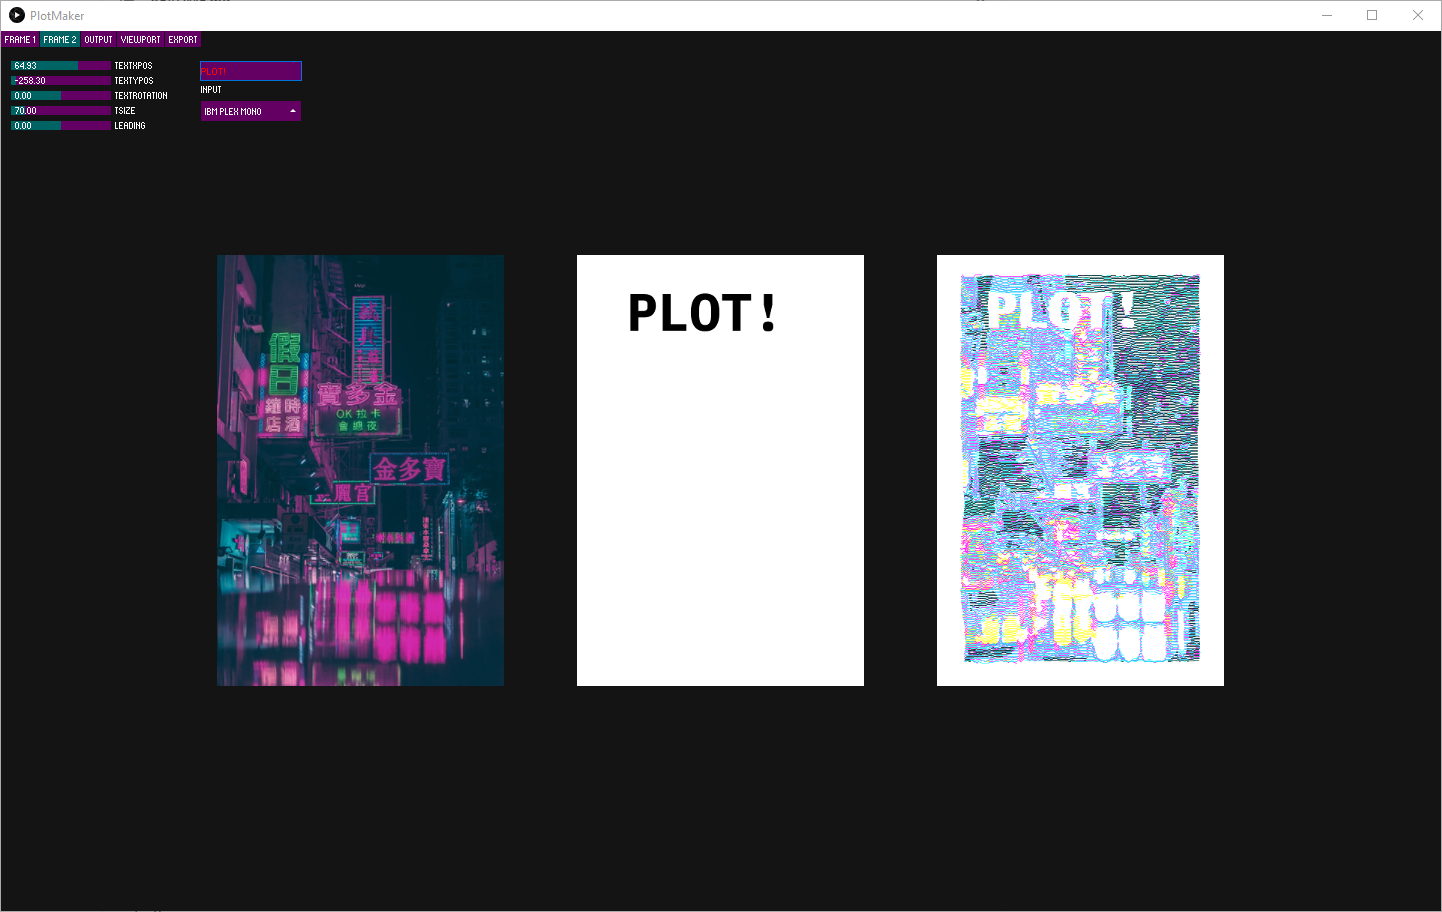 PlotMaker
FRAME 1 FRAME 2 OUTPUT VIEWPORT EXPORT
64.93 TEXTXPOS
-258.30 TEXTYPOS
0.00 TEXTROTATION
70.00 TSIZE
0.00 LEADING
PLOT!
INPUT
IBM PLEX MONO
假日
時酒
鐘店
寶多金
OK拉卡
會總夜
金多寶
麗宮
PLOT!
PLOT!